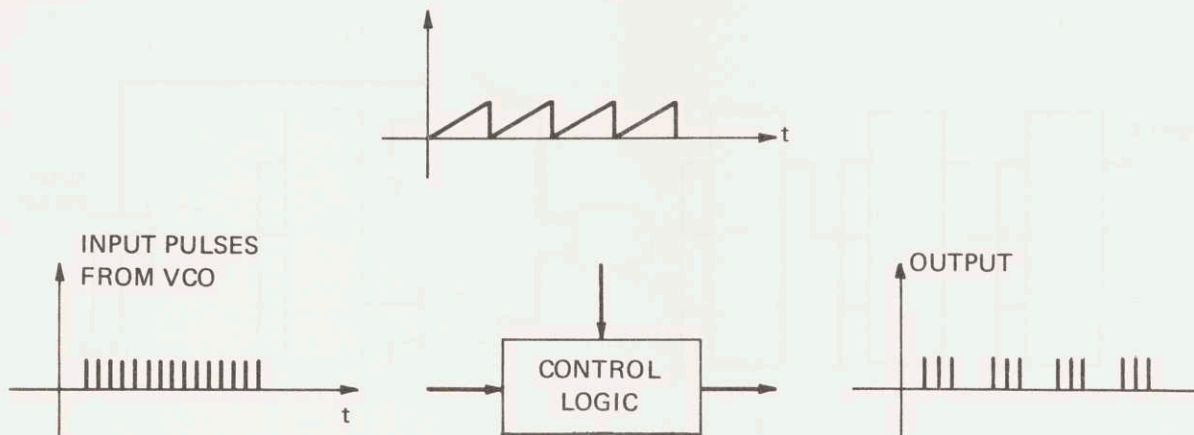 t
INPUT PULSES
FROM VCO
t
CONTROL
LOGIC
OUTPUT